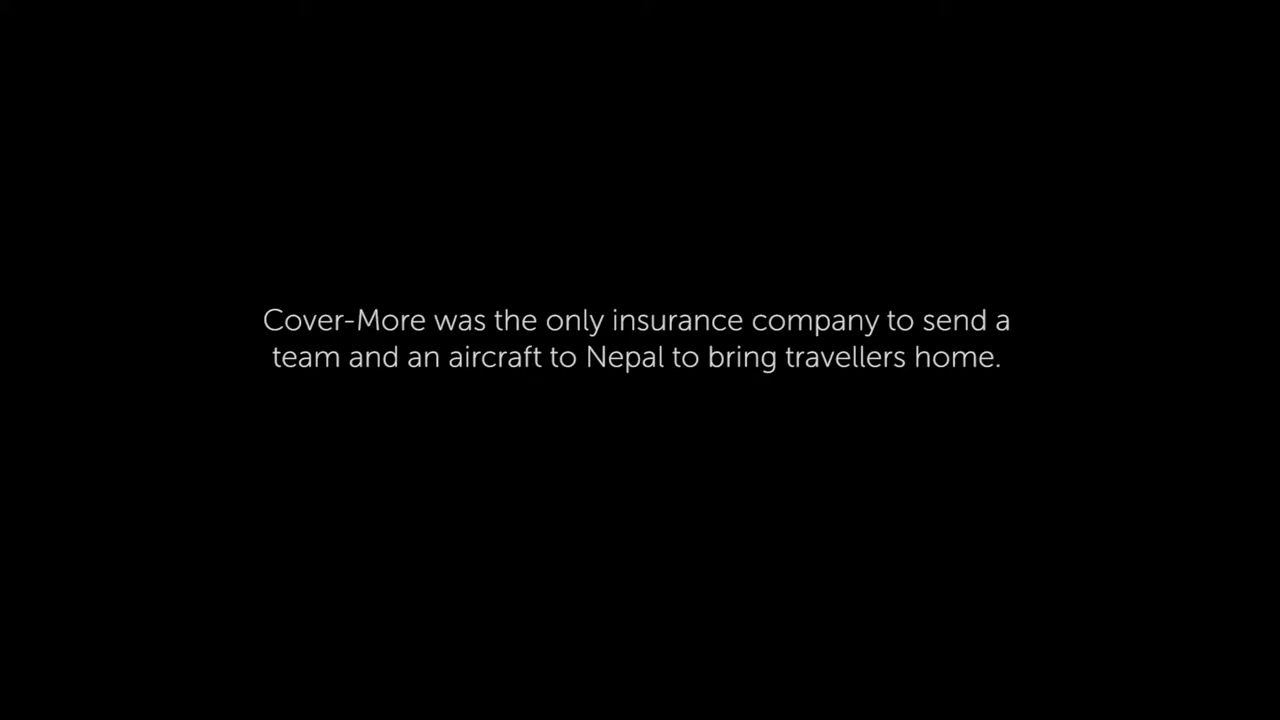 Cover-More was the only insurance company to send a
team and an aircraft to Nepal to bring travellers home.